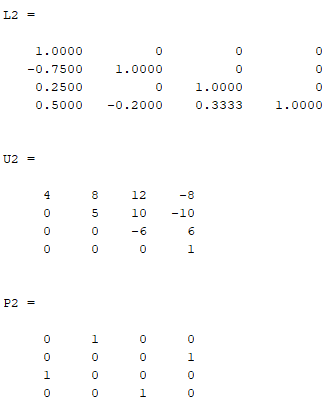 L2 =
1.0000 0 0 0
-0.7500 1.0000 0 0
0.2500 0 1.0000 0
0.5000 -0.2000 0.3333 1.0000
U2 =
4 8 12 -8
0 5 10 -10
0 0 -6 6
0 0 0 1
P2 =
0 1 0 0
0 0 0 1
1 0 0 0
0 0 1 0